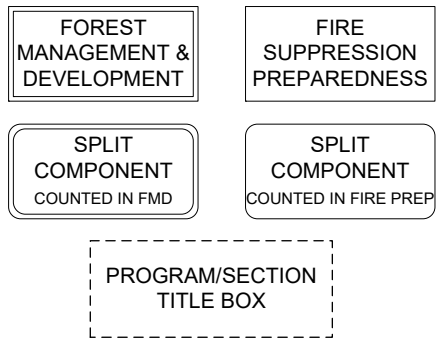 FOREST
MANAGEMENT &
DEVELOPMENT
FIRE
SUPPRESSION
PREPAREDNESS
SPLIT
COMPONENT
COUNTED IN FMD
SPLIT
COMPONENT
COUNTED IN FIRE PREP
PROGRAM/SECTION
TITLE BOX